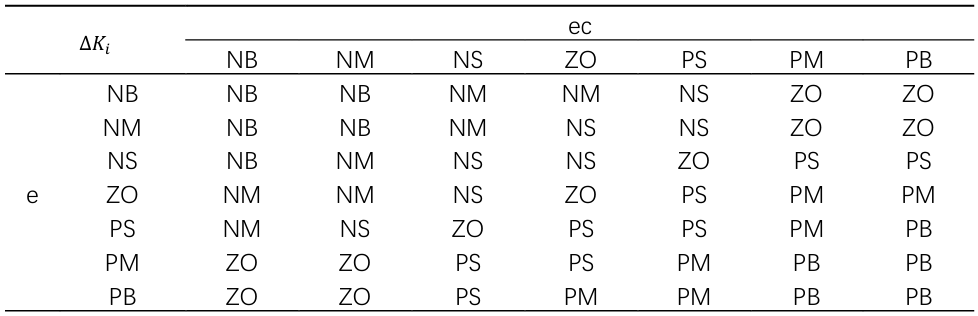 ec
ΔKi
NB NM NS ZO PS PM PB
NB NB NB NM NM NS ZO ZO
NM NB NB NM NS NS ZO ZO
NS NB NM NS NS ZO PS PS
e ZO NM NM NS ZO PS PM PM
PS NM NS ZO PS PS PM PB
PM ZO ZO PS PS PM PB PB
PB ZO ZO PS PM PM PB PB